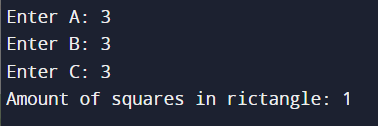 Enter A: 3
Enter B: 3
Enter C: 3
Amount of squares in rictangle: 1